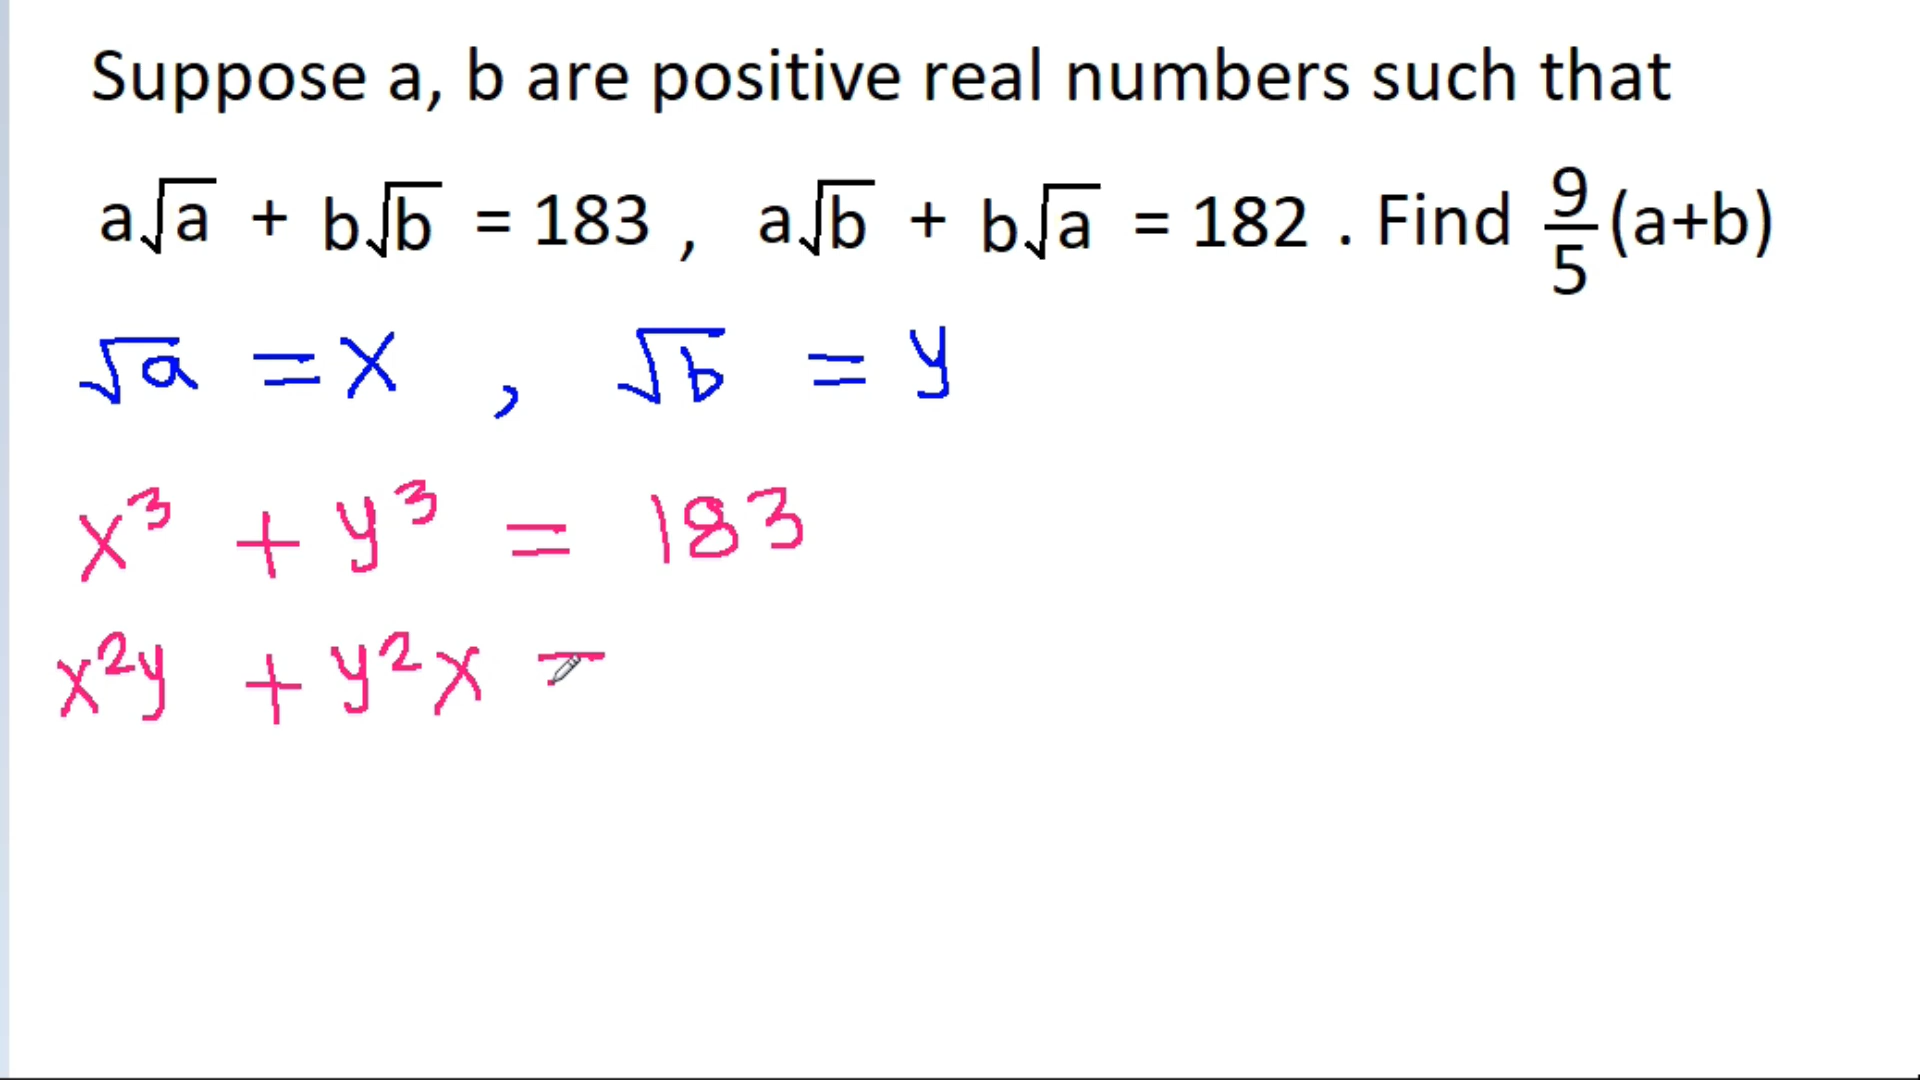 Suppose a, b are positive real numbers such that
a√a + b√b = 183 , a√b + b√a = 182 . Find 9/5 (a+b)
√a = x , √b = y
x³ + y³ = 183
x²y + y²x =